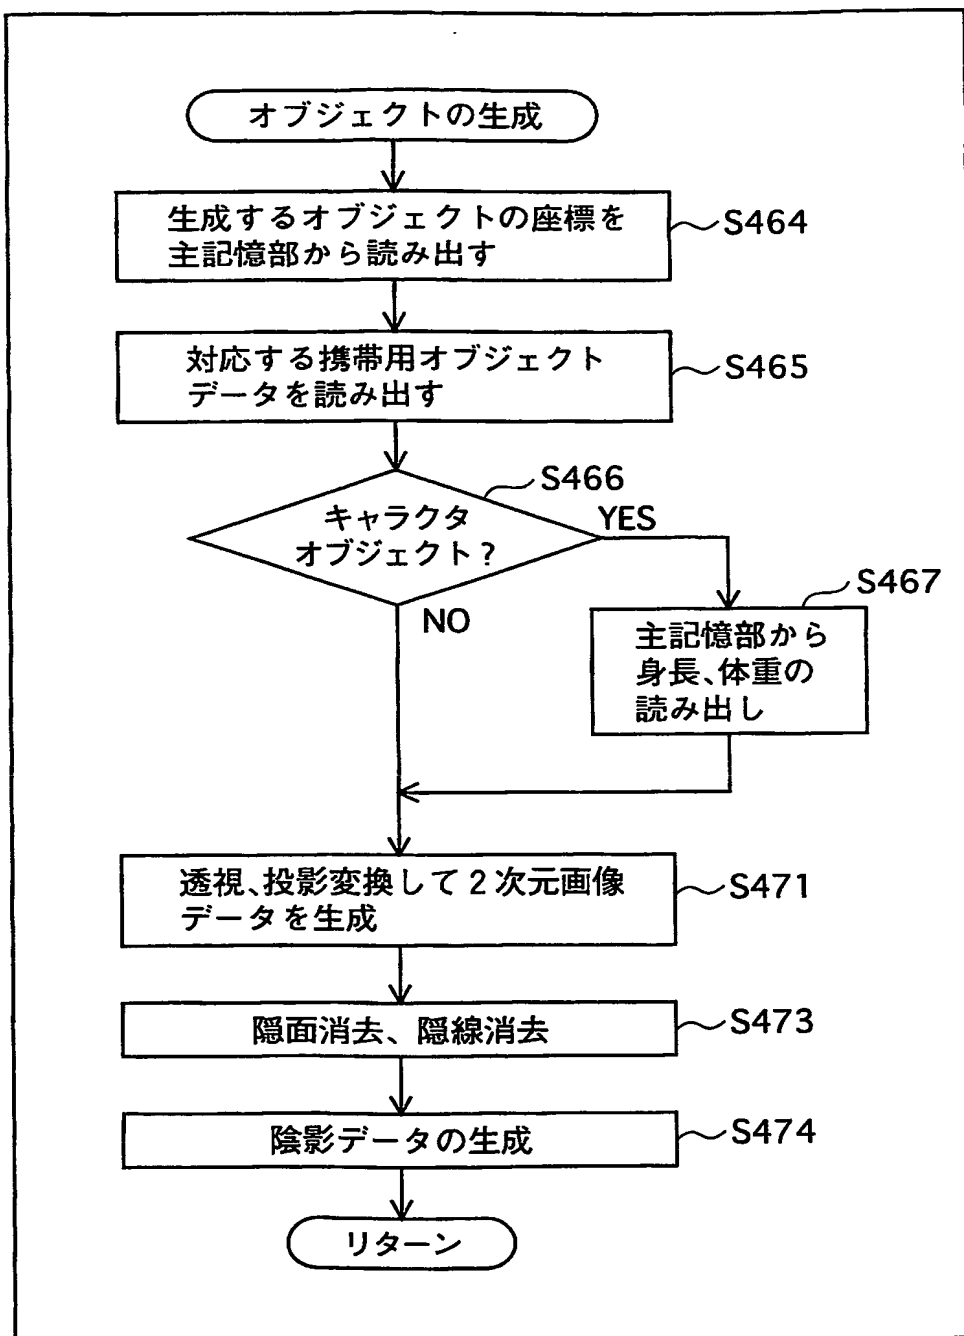 オブジェクトの生成
生成するオブジェクトの座標を
主記憶部から読み出す
S464
対応する携帯用オブジェクト
データを読み出す
S465
S466
キャラクタ
オブジェクト？
YES
NO
S467
主記憶部から
身長、体重の
読み出し
透視、投影変換して２次元画像
データを生成
S471
隠面消去、隠線消去
S473
陰影データの生成
S474
リターン